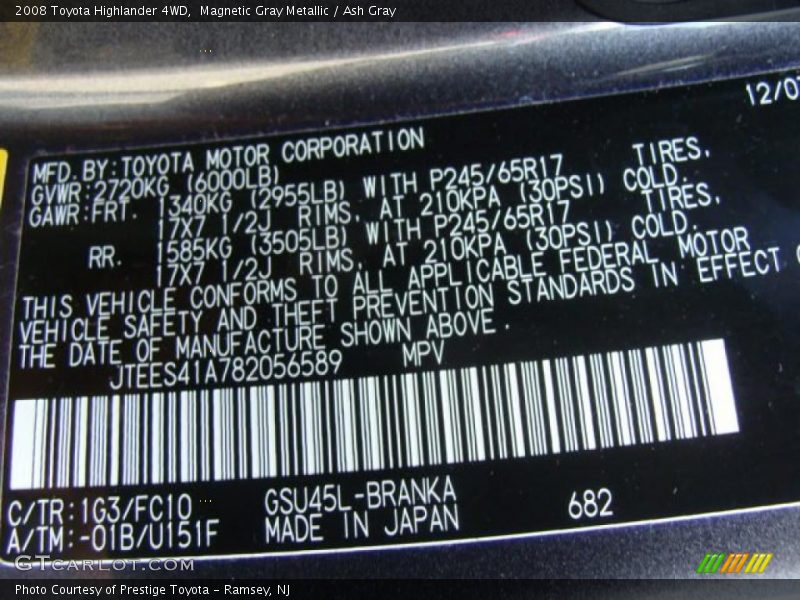 2008 Toyota Highlander 4WD, Magnetic Gray Metallic / Ash Gray
12/07
MFD.BY:TOYOTA MOTOR CORPORATION
GVWR:2720KG (6000LB)
GAWR:FRT. 1340KG (2955LB) WITH P245/65R17 TIRES,
17X7 1/2J RIMS, AT 210KPA (30PSI) COLD.
RR. 1585KG (3505LB) WITH P245/65R17 TIRES,
17X7 1/2J RIMS, AT 210KPA (30PSI) COLD.
THIS VEHICLE CONFORMS TO ALL APPLICABLE FEDERAL MOTOR
VEHICLE SAFETY AND THEFT PREVENTION STANDARDS IN EFFECT
THE DATE OF MANUFACTURE SHOWN ABOVE.
JTEES41A782056589 MPV
C/TR:1G3/FC10 GSU45L-BRANKA 682
A/TM:-01B/U151F MADE IN JAPAN
GTCARLOT.COM
Photo Courtesy of Prestige Toyota - Ramsey, NJ